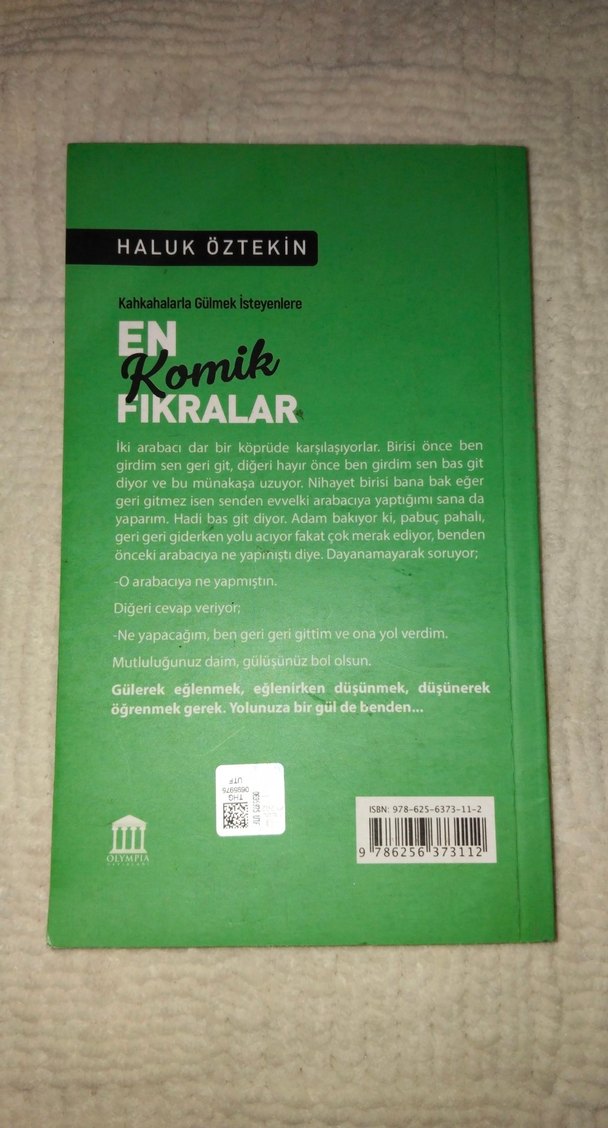 HALUK ÖZTEKİN
Kahkahalarla Gülmek İsteyenlere
EN
Komik
FIKRALAR
İki arabacı dar bir köprüde karşılaşıyorlar. Birisi önce ben
girdim sen geri git, diğeri hayır önce ben girdim sen bas git
diyor ve bu münakaşa uzuyor. Nihayet birisi bana bak eğer
geri gitmez isen senden evvelki arabacıya yaptığımı sana da
yaparım. Hadi bas git diyor. Adam bakıyor ki, pabuç pahalı,
geri geri giderken yolu açıyor fakat çok merak ediyor, benden
önceki arabacıya ne yapmıştı diye. Dayanamayarak soruyor;
-O arabacıya ne yapmıştın.
Diğeri cevap veriyor;
-Ne yapacağım, ben geri geri gittim ve ona yol verdim.
Mutluluğunuz daim, gülüşünüz bol olsun.
Gülerek eğlenmek, eğlenirken düşünmek, düşünerek
öğrenmek gerek. Yolunuza bir gül de benden...
THG
0695975
UTF
OLYMPIA
YAYINLARI
ISBN: 978-625-6373-11-2
9 786256 373112